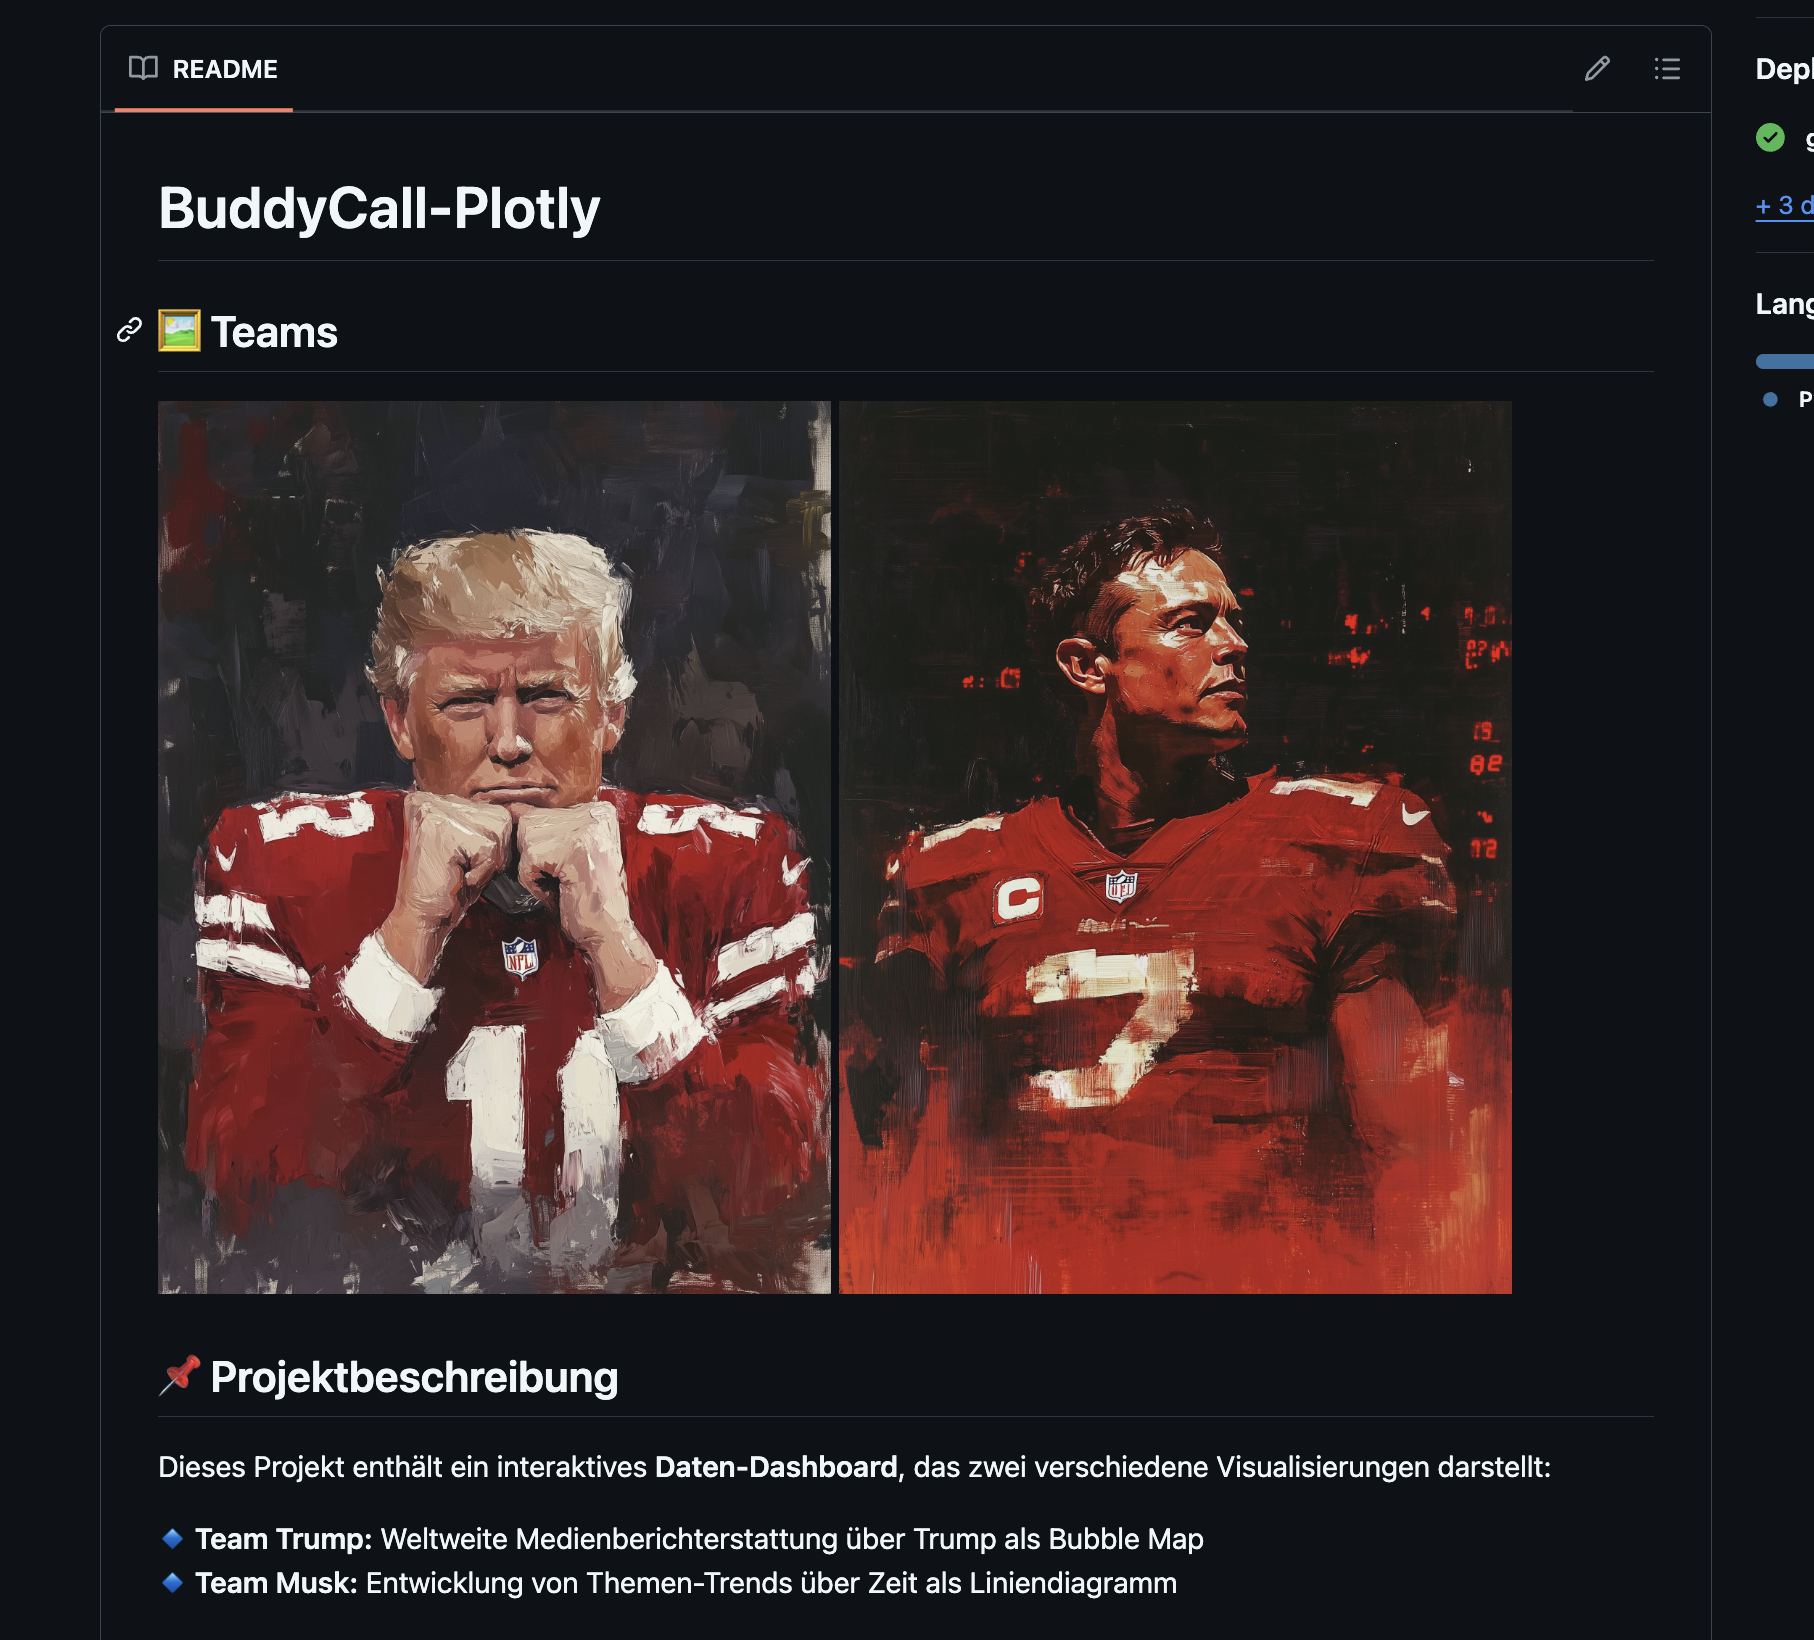 README
BuddyCall-Plotly
Teams
NFL
10
C
NFL
7
Projektbeschreibung
Dieses Projekt enthält ein interaktives Daten-Dashboard, das zwei verschiedene Visualisierungen darstellt:
Team Trump: Weltweite Medienberichterstattung über Trump als Bubble Map
Team Musk: Entwicklung von Themen-Trends über Zeit als Liniendiagramm
+ 3